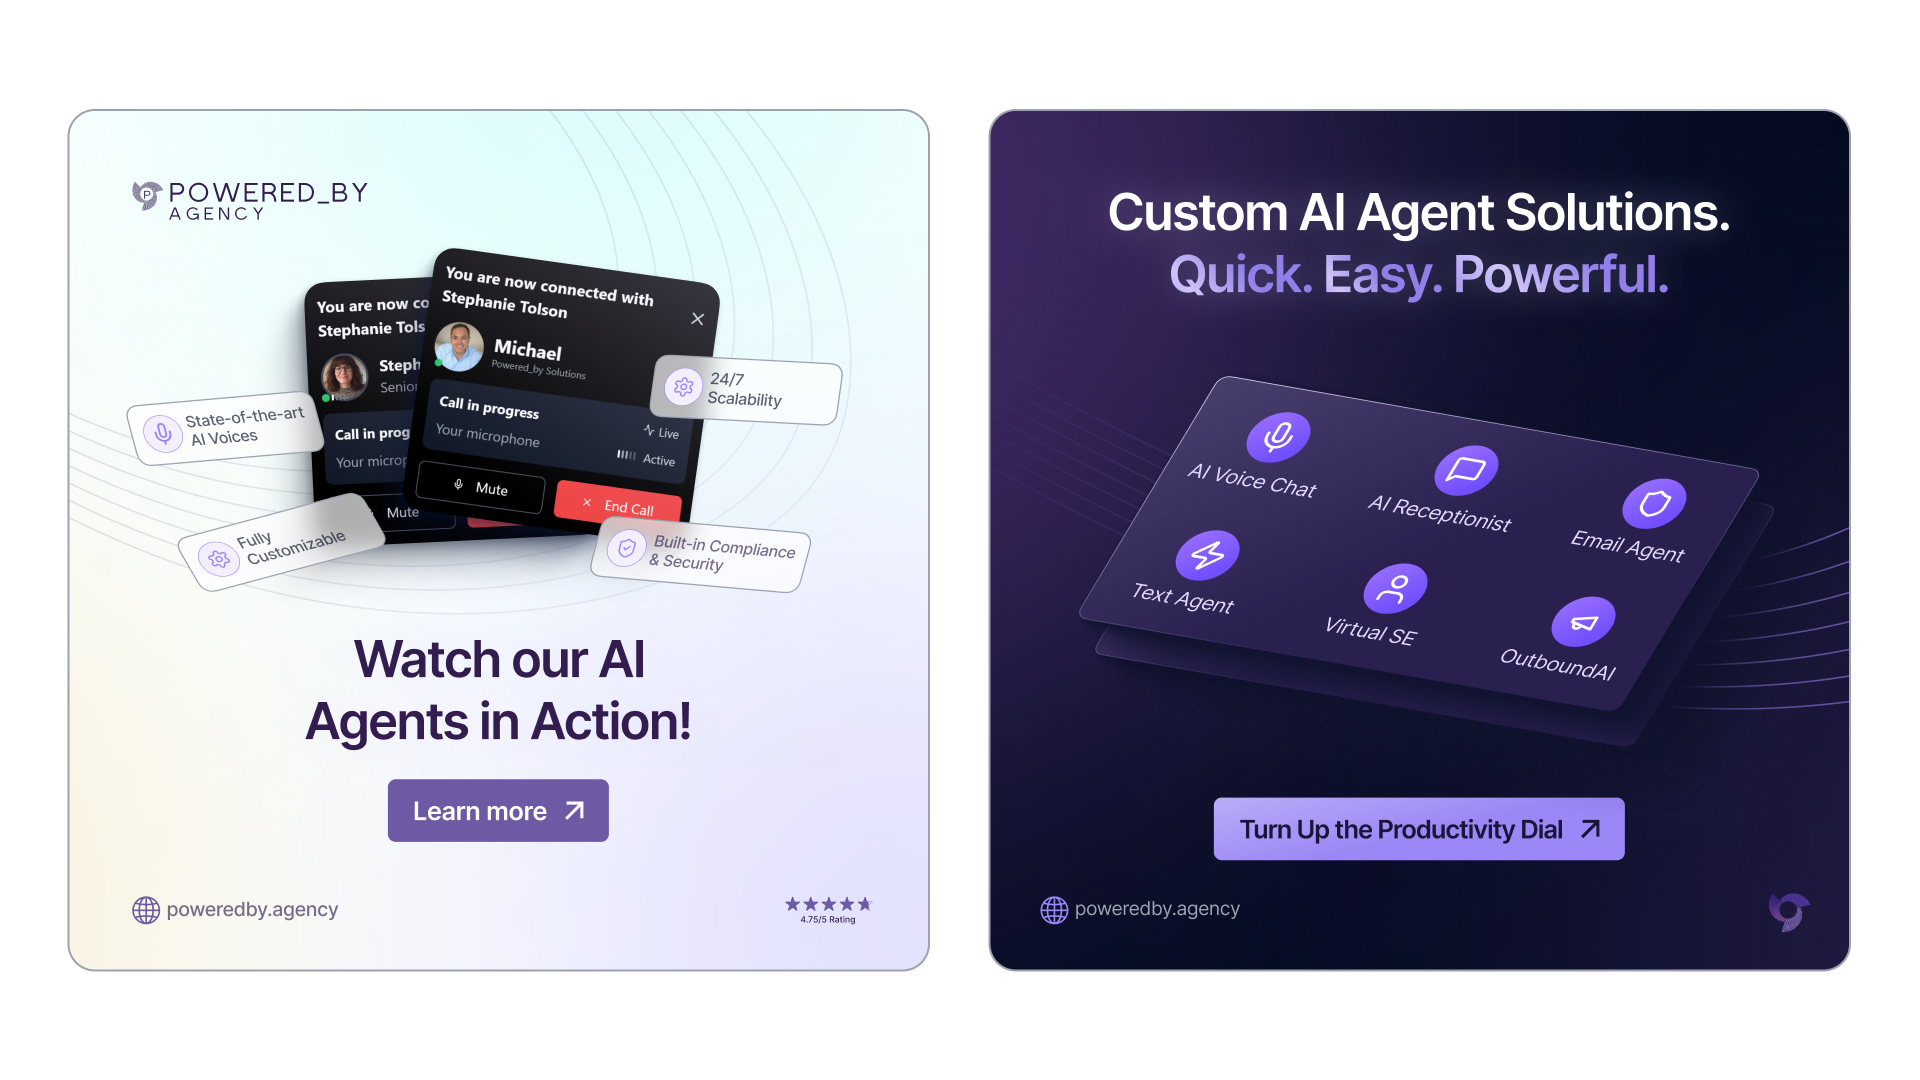 P
POWERED_BY
AGENCY
You are now co
Stephanie Tols
Steph
Senior
Call in prog
Your microp
Mute
You are now connected with
Stephanie Tolson
Michael
Powered_by Solutions
Call in progress
Live
Your microphone
Active
Mute
End Call
24/7
Scalability
State-of-the-art
AI Voices
Fully
Customizable
Built-in Compliance
& Security
Watch our AI
Agents in Action!
Learn more
poweredby.agency
4.75/5 Rating
Custom AI Agent Solutions.
Quick. Easy. Powerful.
AI Voice Chat
AI Receptionist
Email Agent
Text Agent
Virtual SE
OutboundAI
Turn Up the Productivity Dial
poweredby.agency